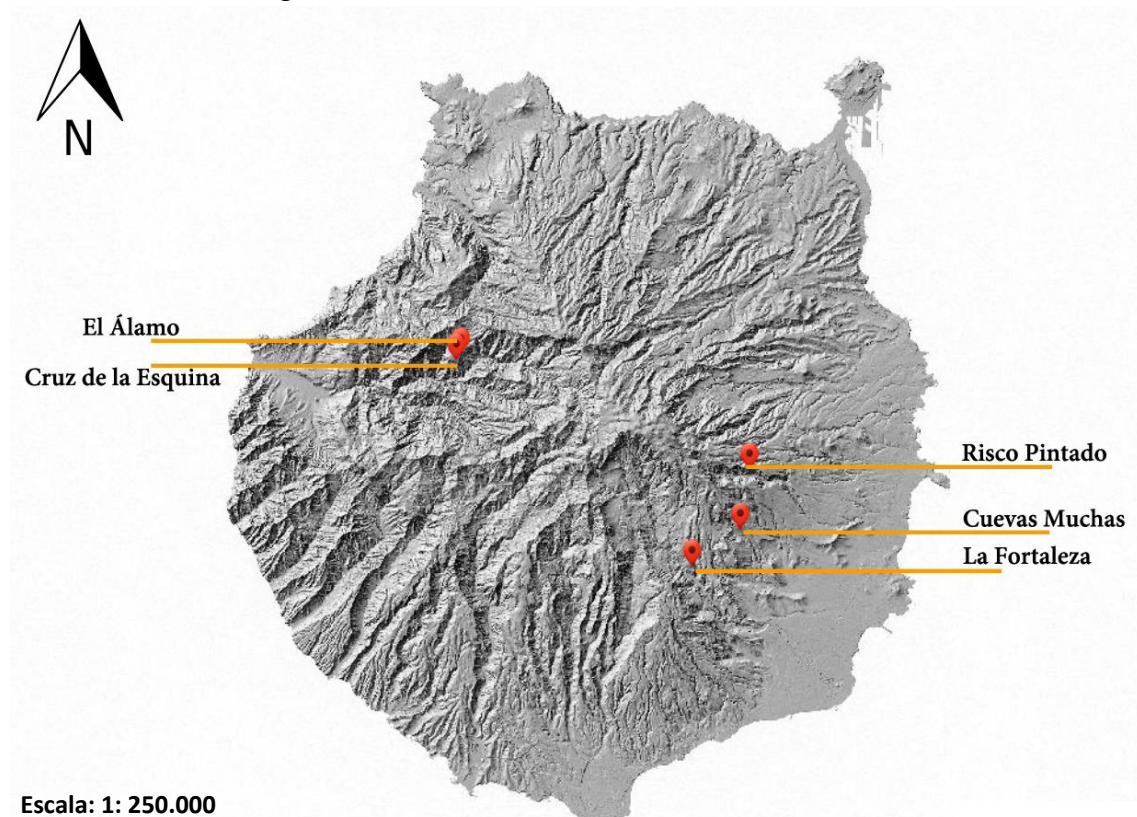 N
El Álamo
Cruz de la Esquina
Risco Pintado
Cuevas Muchas
La Fortaleza
Escala: 1: 250.000